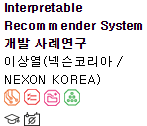 Interpretable
Recommender System
개발 사례연구
이상열(넥슨코리아 /
NEXON KOREA)